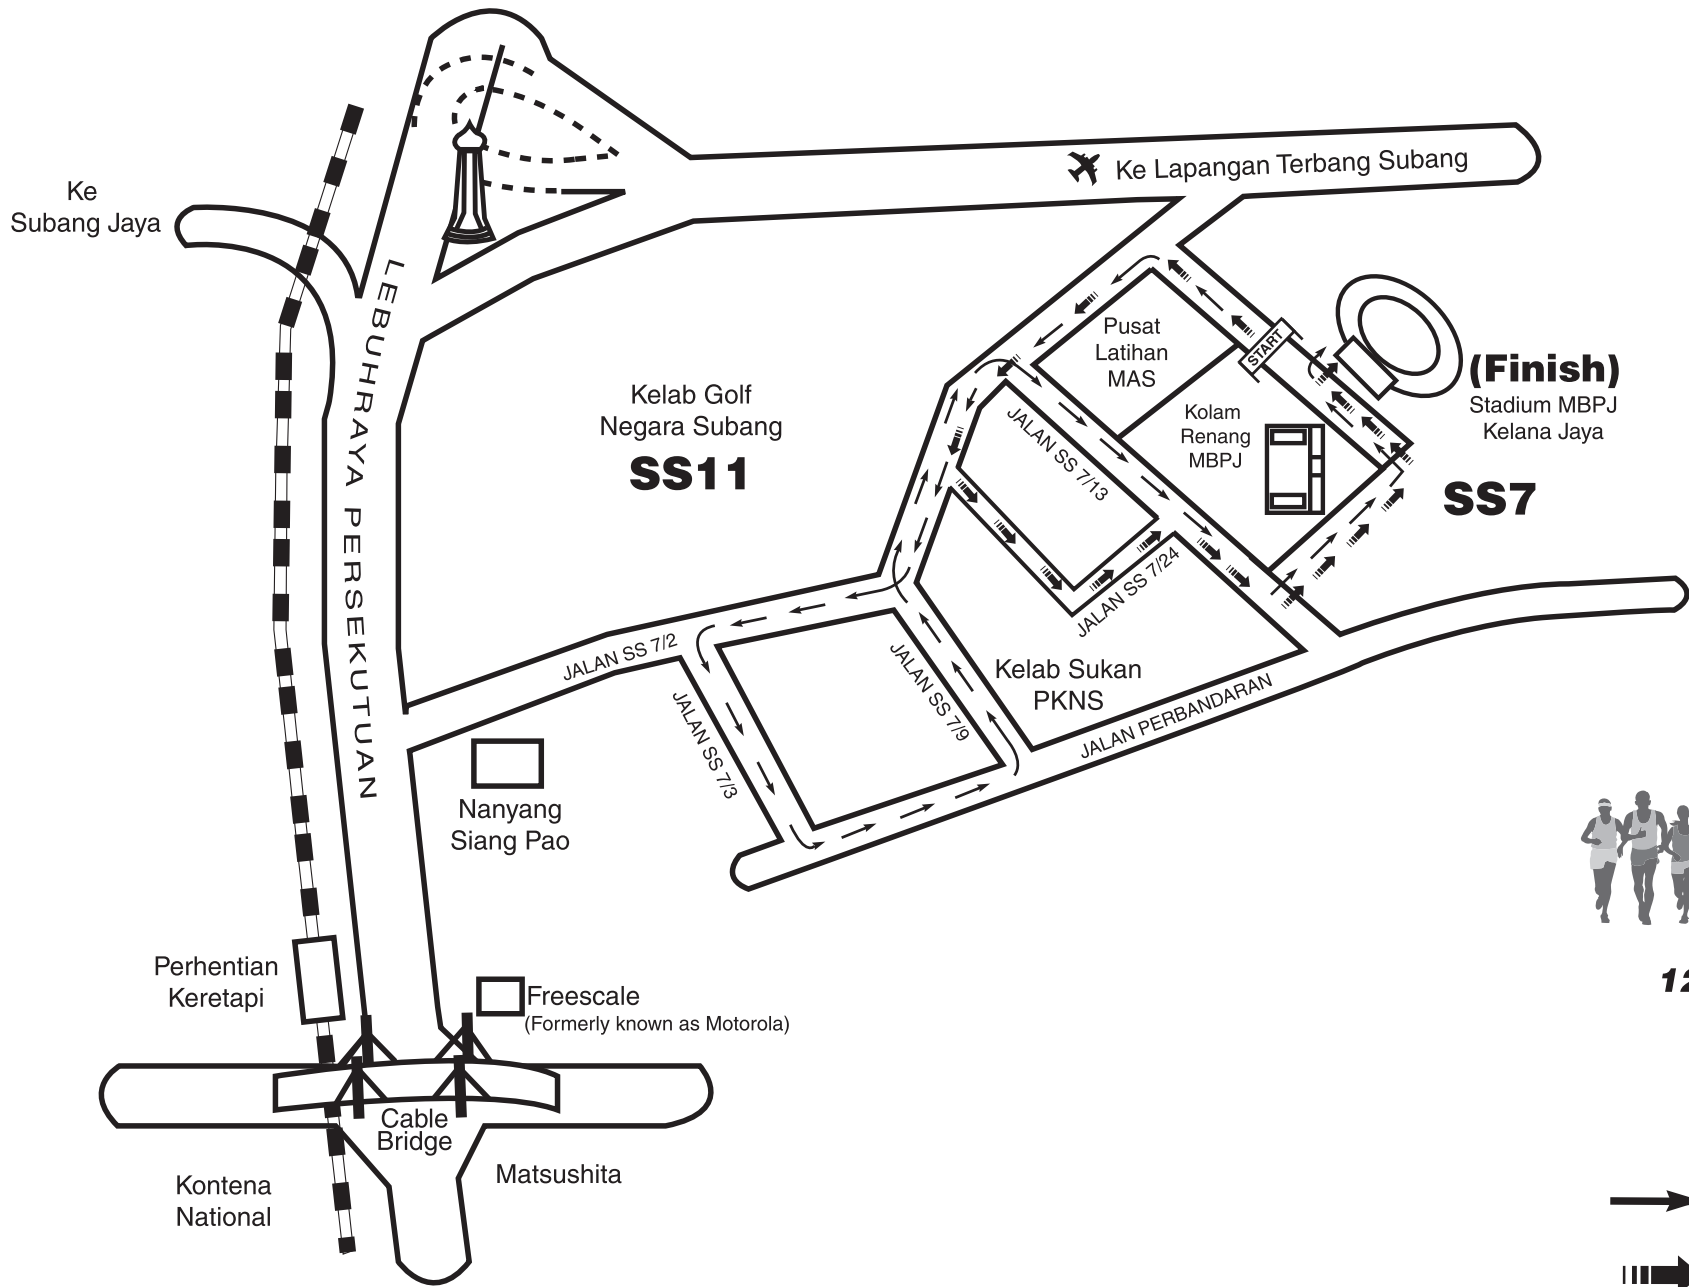 Ke Lapangan Terbang Subang
Ke
Subang Jaya
LEBUHRAYA PERSEKUTUAN
Pusat
Latihan
MAS
START
(Finish)
Stadium MBPJ
Kelana Jaya
Kelab Golf
Negara Subang
SS11
Kolam
Renang
MBPJ
JALAN SS 7/13
SS7
JALAN SS 7/24
JALAN SS 7/2
JALAN SS 7/9
Kelab Sukan
PKNS
JALAN SS 7/3
JALAN PERBANDARAN
Nanyang
Siang Pao
Perhentian
Keretapi
12
Freescale
(Formerly known as Motorola)
Cable
Bridge
Matsushita
Kontena
National